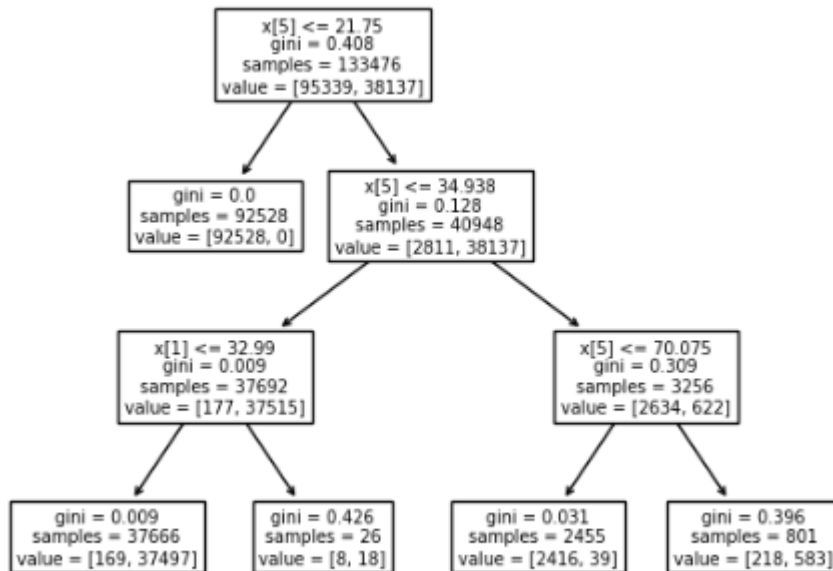 x[5] <= 21.75
gini = 0.408
samples = 133476
value = [95339, 38137]
gini = 0.0
samples = 92528
value = [92528, 0]
x[5] <= 34.938
gini = 0.128
samples = 40948
value = [2811, 38137]
x[1] <= 32.99
gini = 0.009
samples = 37692
value = [177, 37515]
x[5] <= 70.075
gini = 0.309
samples = 3256
value = [2634, 622]
gini = 0.009
samples = 37666
value = [169, 37497]
gini = 0.426
samples = 26
value = [8, 18]
gini = 0.031
samples = 2455
value = [2416, 39]
gini = 0.396
samples = 801
value = [218, 583]